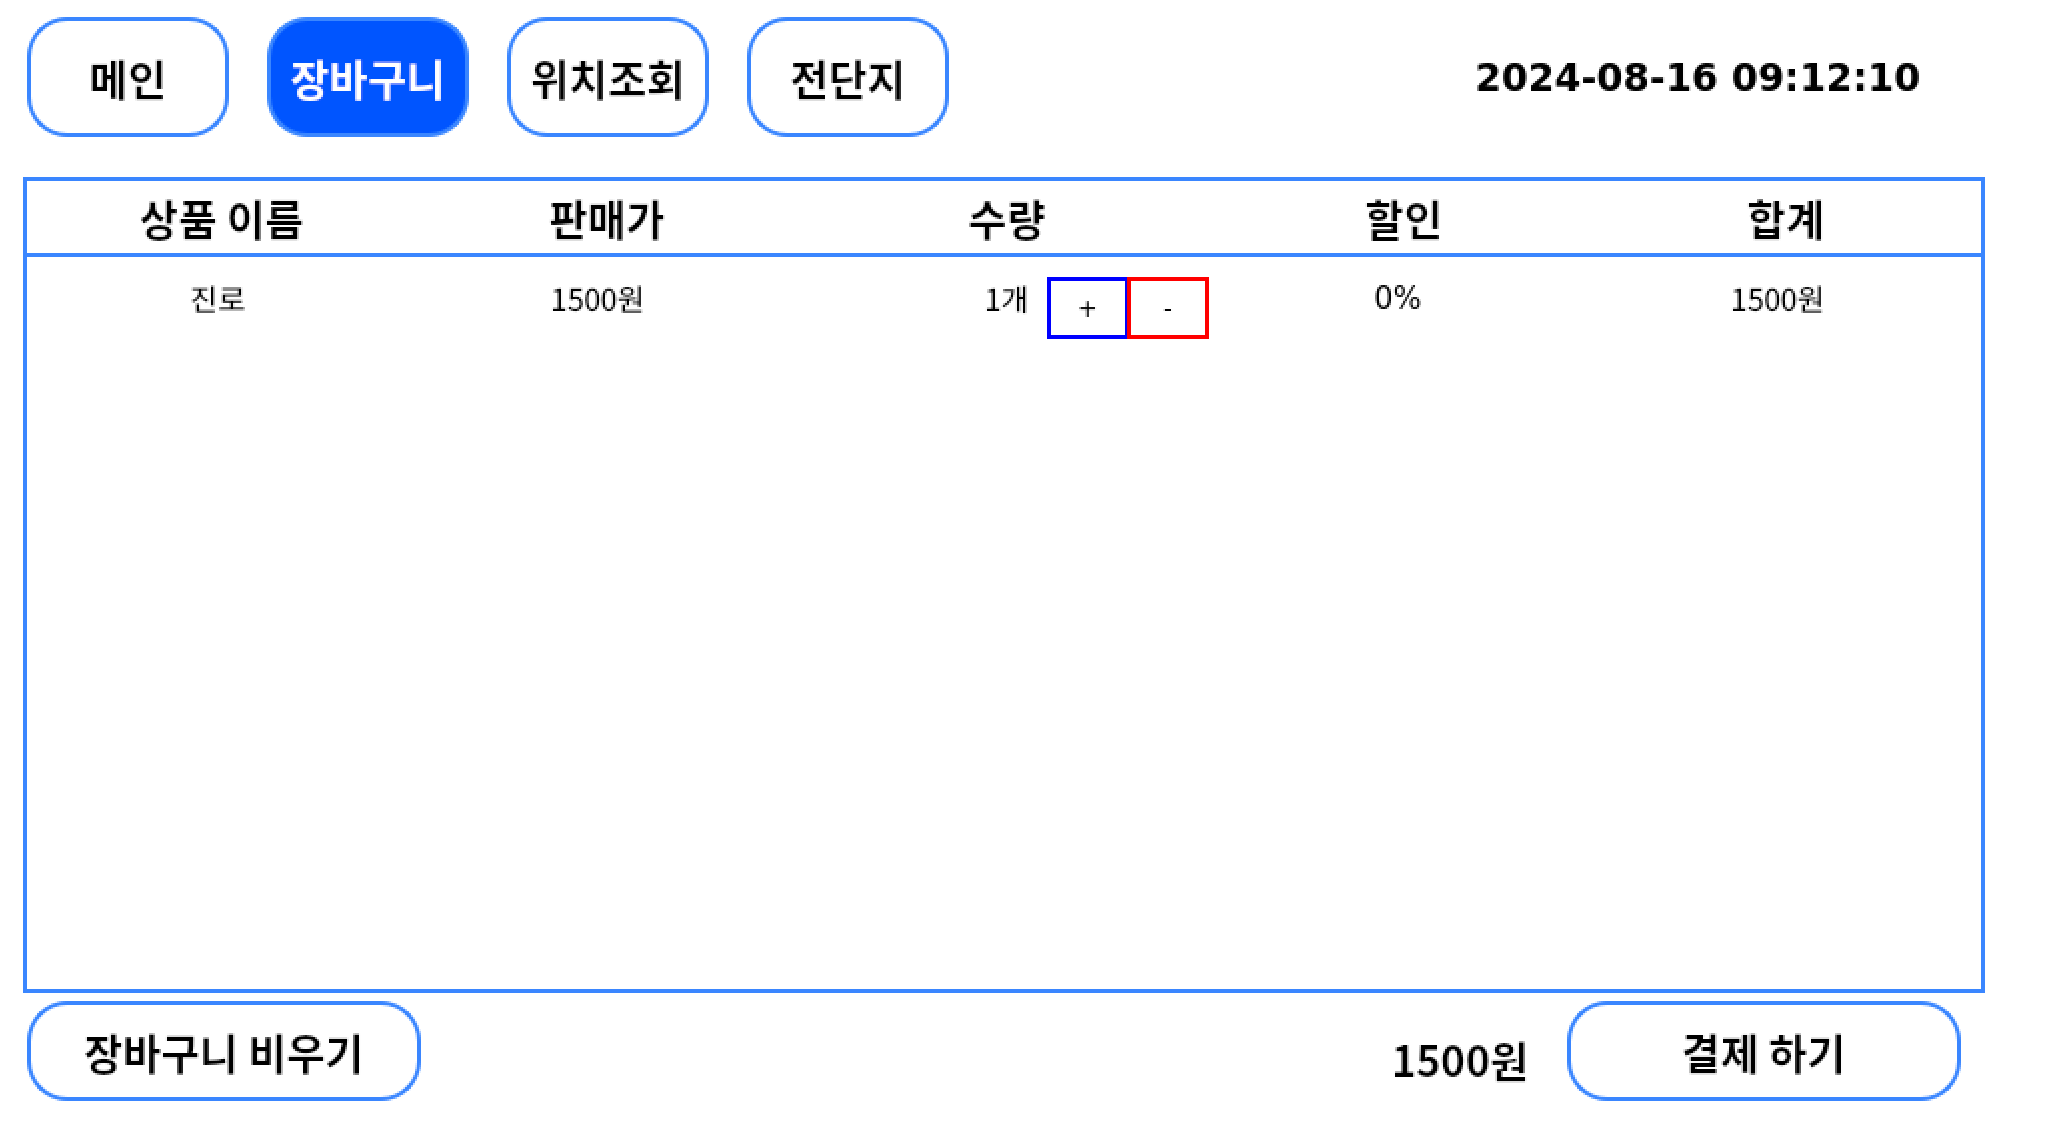 메인 장바구니 위치조회 전단지 2024-08-16 09:12:10
상품 이름 판매가 수량 할인 합계
진로 1500원 1개 + - 0% 1500원
장바구니 비우기 1500원 결제 하기